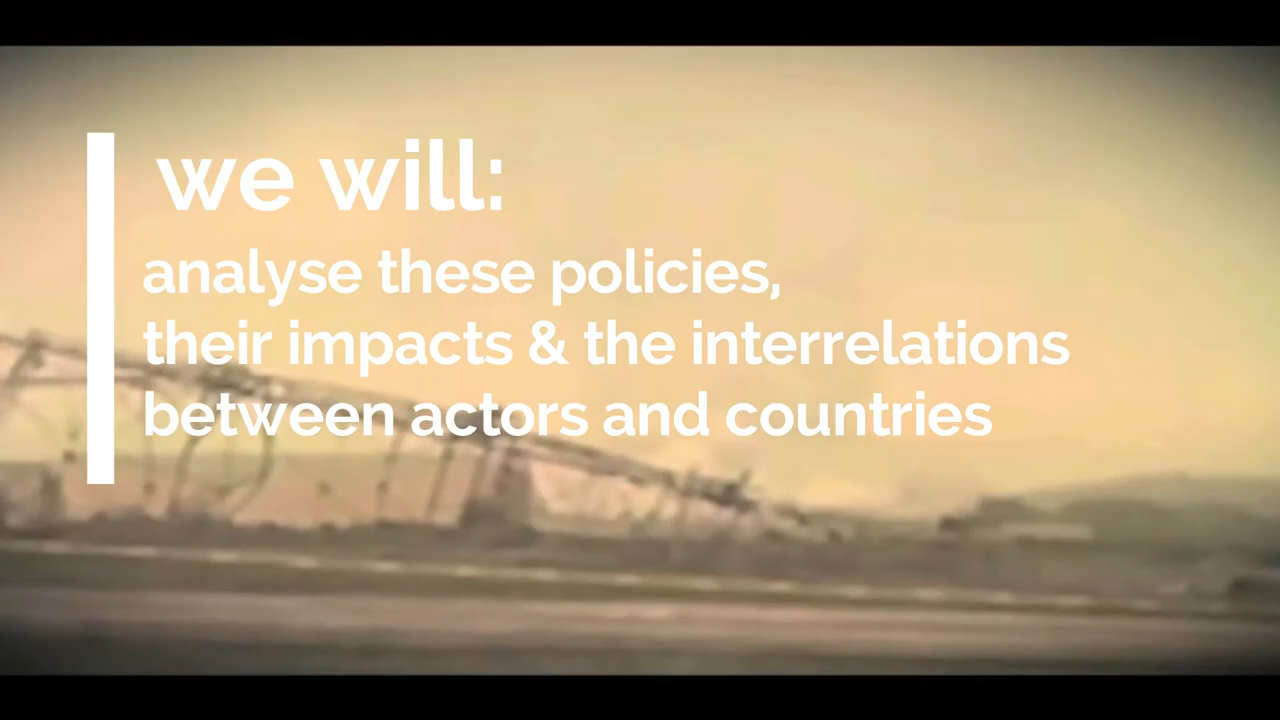 we will:
analyse these policies,
their impacts & the interrelations
between actors and countries